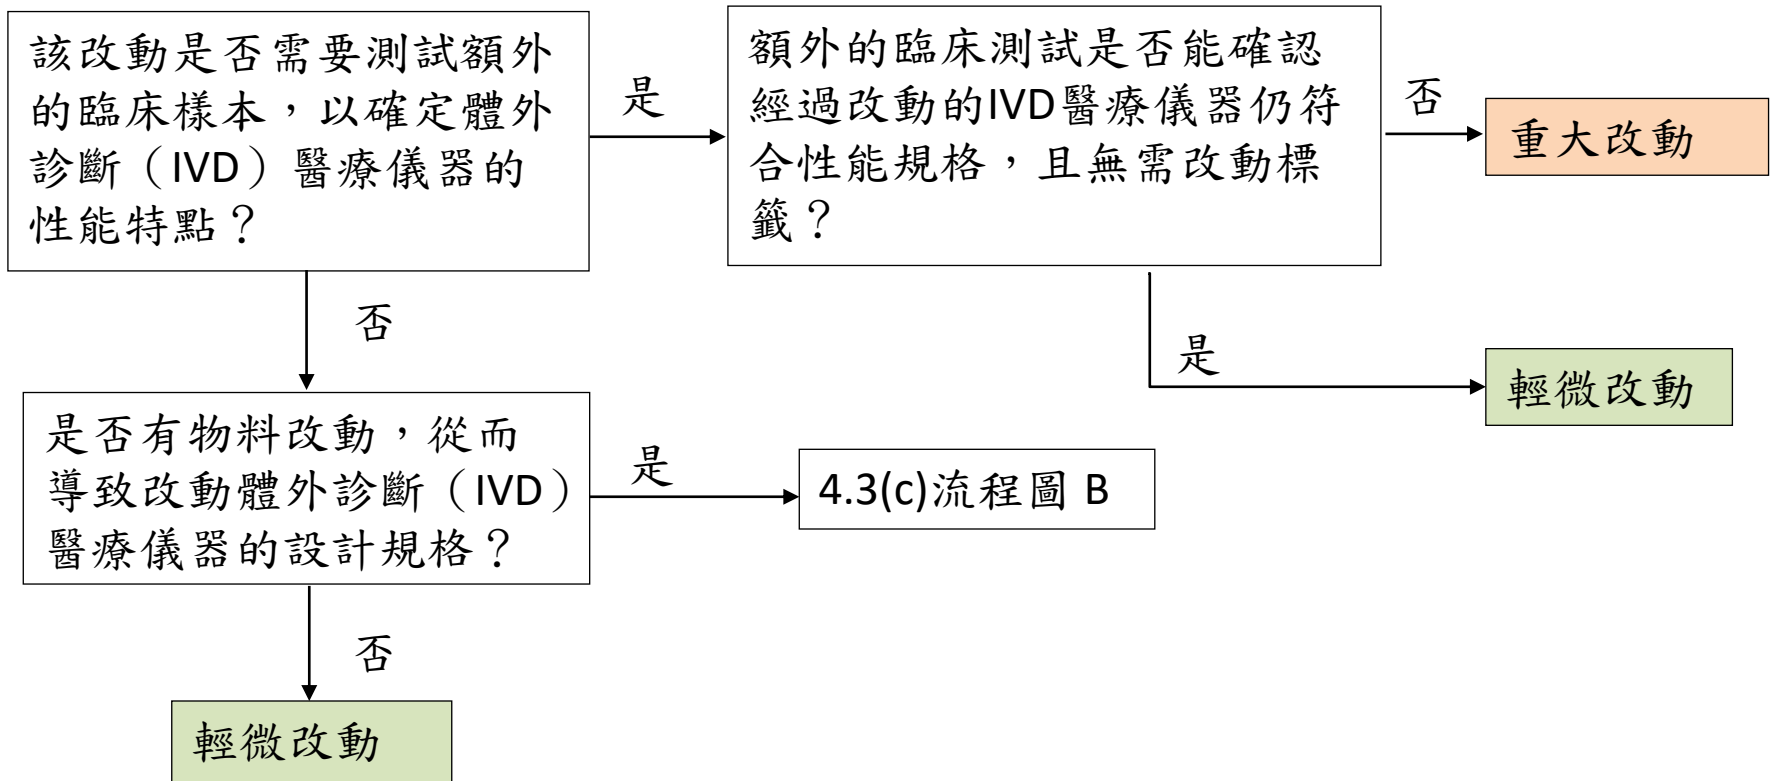 該改動是否需要測試額外
的臨床樣本，以確定體外
診斷（IVD）醫療儀器的
性能特點？
是
額外的臨床測試是否能確認
經過改動的IVD醫療儀器仍符
合性能規格，且無需改動標
籤？
否
重大改動
否
是
輕微改動
是否有物料改動，從而
導致改動體外診斷（IVD）
醫療儀器的設計規格？
是
4.3(c)流程圖 B
否
輕微改動